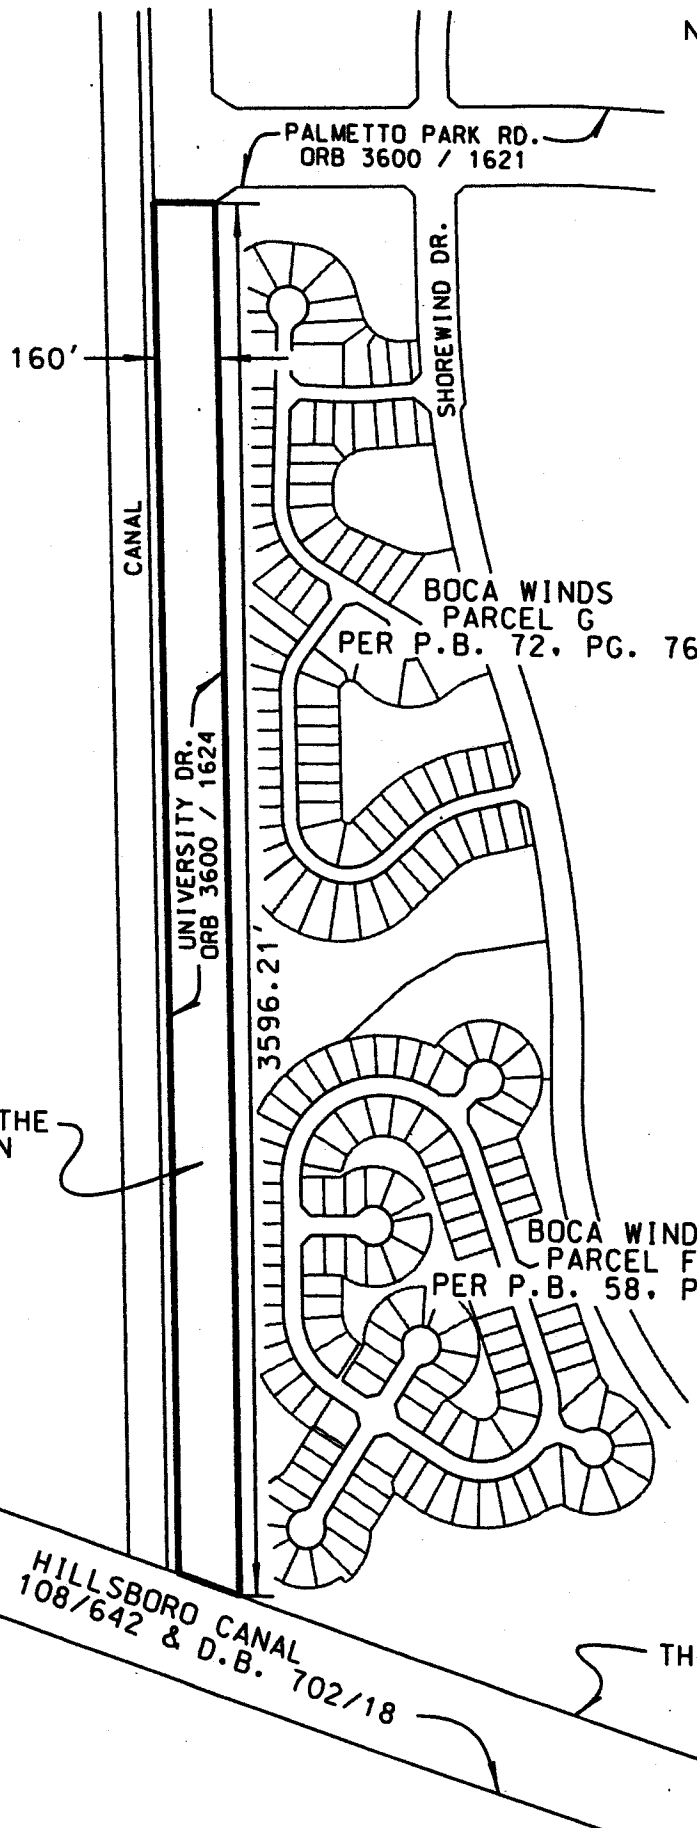 N
PALMETTO PARK RD.
ORB 3600 / 1621
SHOREWIND DR.
160'
CANAL
BOCA WINDS
PARCEL G
PER P.B. 72, PG. 76
UNIVERSITY DR.
ORB 3600 / 1624
3596.21'
THE
N
BOCA WIND
PARCEL F
PER P.B. 58, P
HILLSBORO CANAL
108/642 & D.B. 702/18
TH